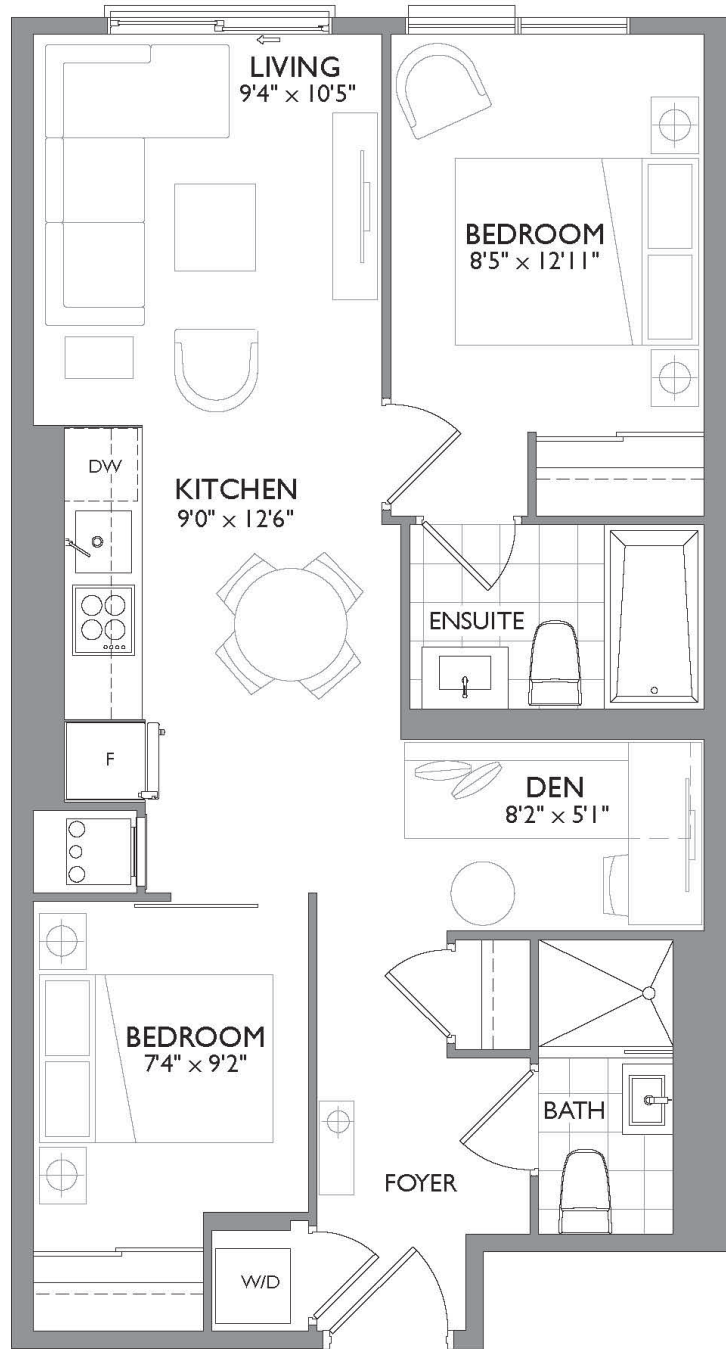 LIVING
9'4" × 10'5"
BEDROOM
8'5" × 12'11"
DW
KITCHEN
9'0" × 12'6"
ENSUITE
F
DEN
8'2" × 5'1"
BEDROOM
7'4" × 9'2"
BATH
FOYER
W/D